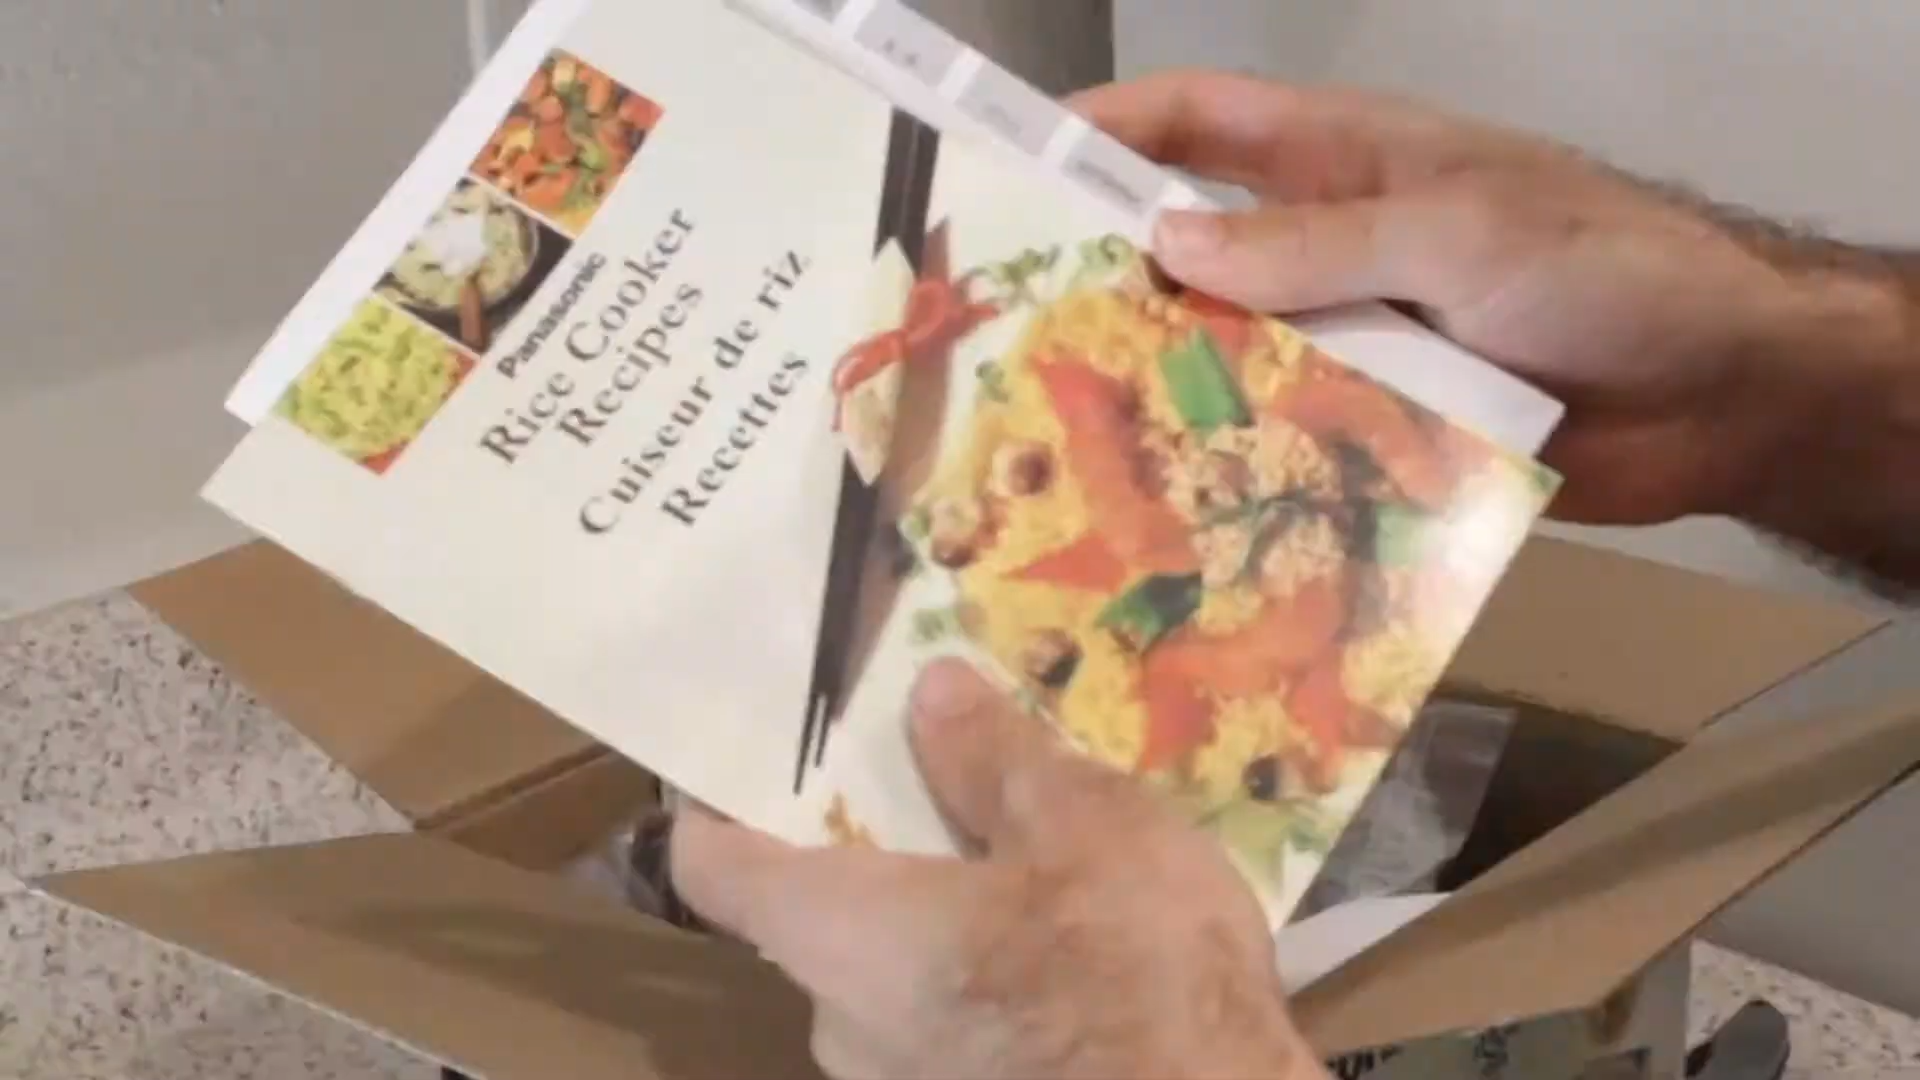 Panasonic
Rice Cooker
Recipes
Cuiseur de riz
Recettes